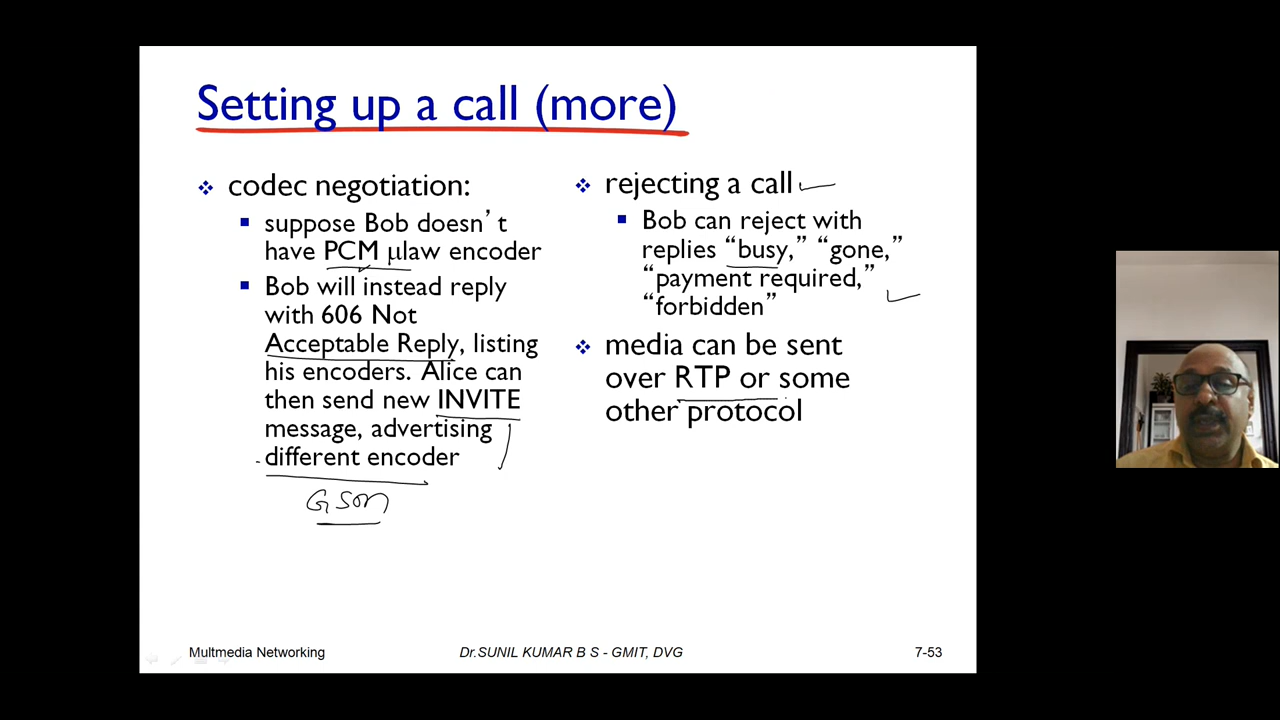 Setting up a call (more)
❖ codec negotiation:
▪ suppose Bob doesn't
have PCM μlaw encoder
▪ Bob will instead reply
with 606 Not
Acceptable Reply, listing
his encoders. Alice can
then send new INVITE
message, advertising
different encoder
GSM
❖ rejecting a call
▪ Bob can reject with
replies “busy,” “gone,”
“payment required,”
“forbidden”
❖ media can be sent
over RTP or some
other protocol
Multmedia Networking
Dr.SUNIL KUMAR B S - GMIT, DVG
7-53